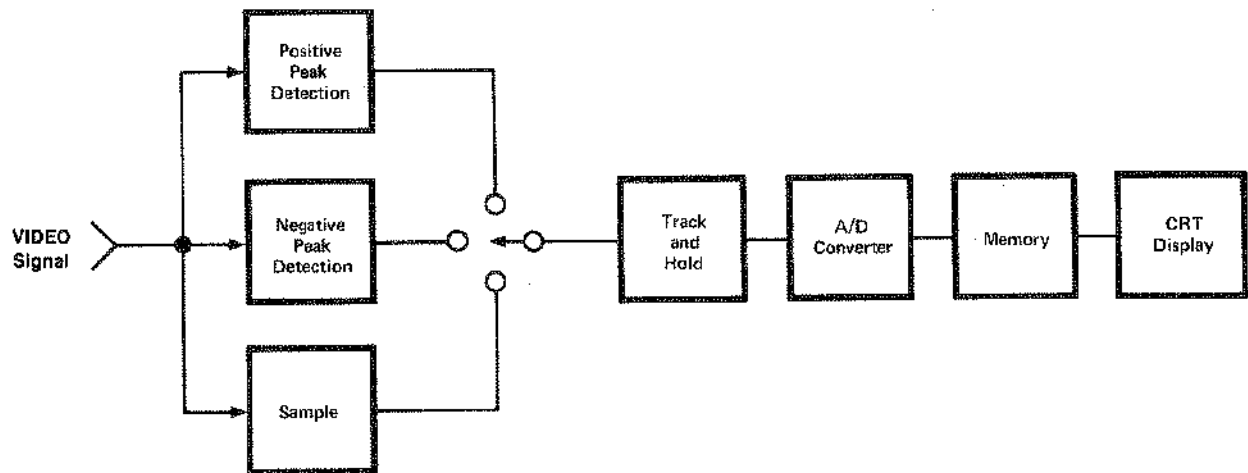 Positive
Peak
Detection
VIDEO
Signal
Negative
Peak
Detection
Sample
Track
and
Hold
A/D
Converter
Memory
CRT
Display